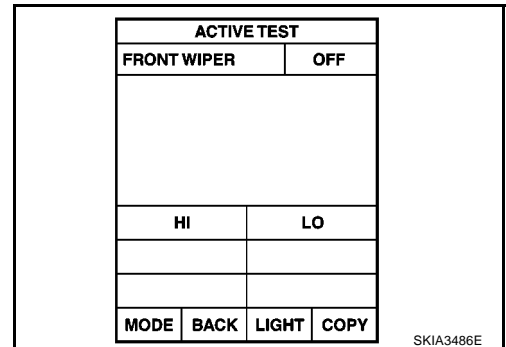 ACTIVE TEST
FRONT WIPER OFF
HI LO
MODE BACK LIGHT COPY
SKIA3486E